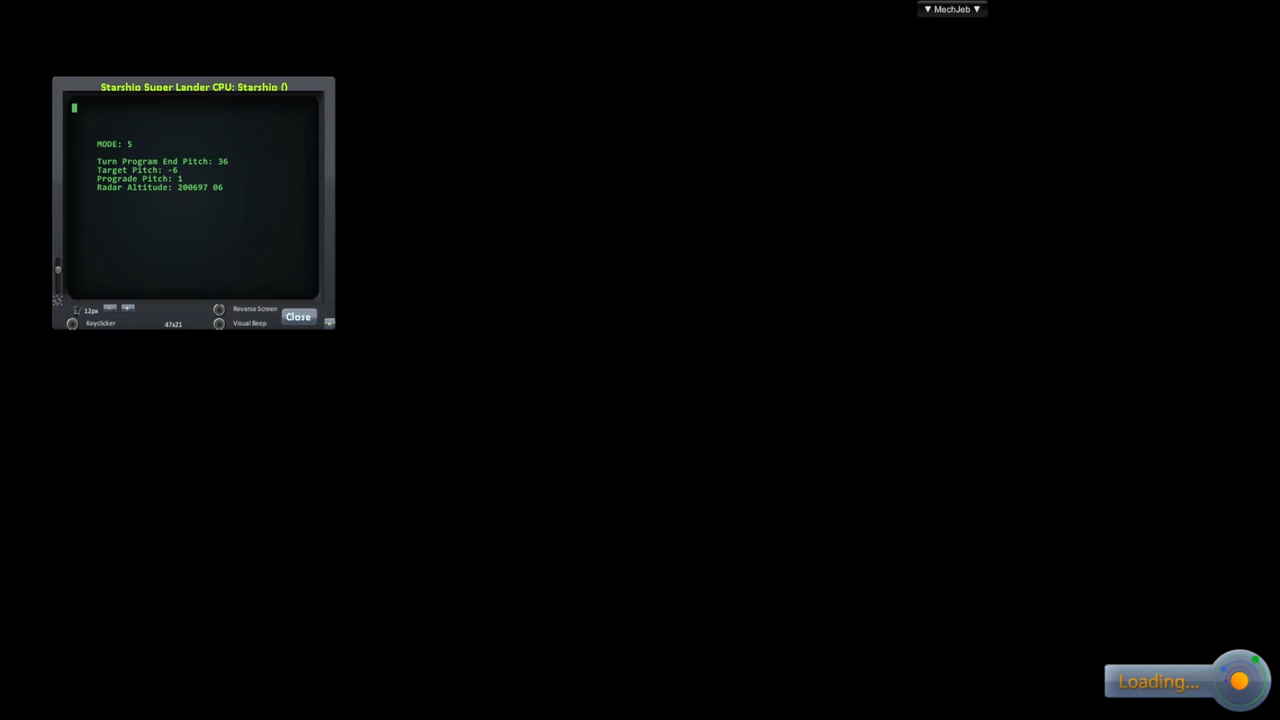 ▼ MechJeb ▼
Starship Super Lander CPU: Starship ()
MODE: 5
Turn Program End Pitch: 36
Target Pitch: -6
Prograde Pitch: 1
Radar Altitude: 200697 06
12px
Reverse Screen
Close
Keyclicker
47x21
Visual Beep
Loading...